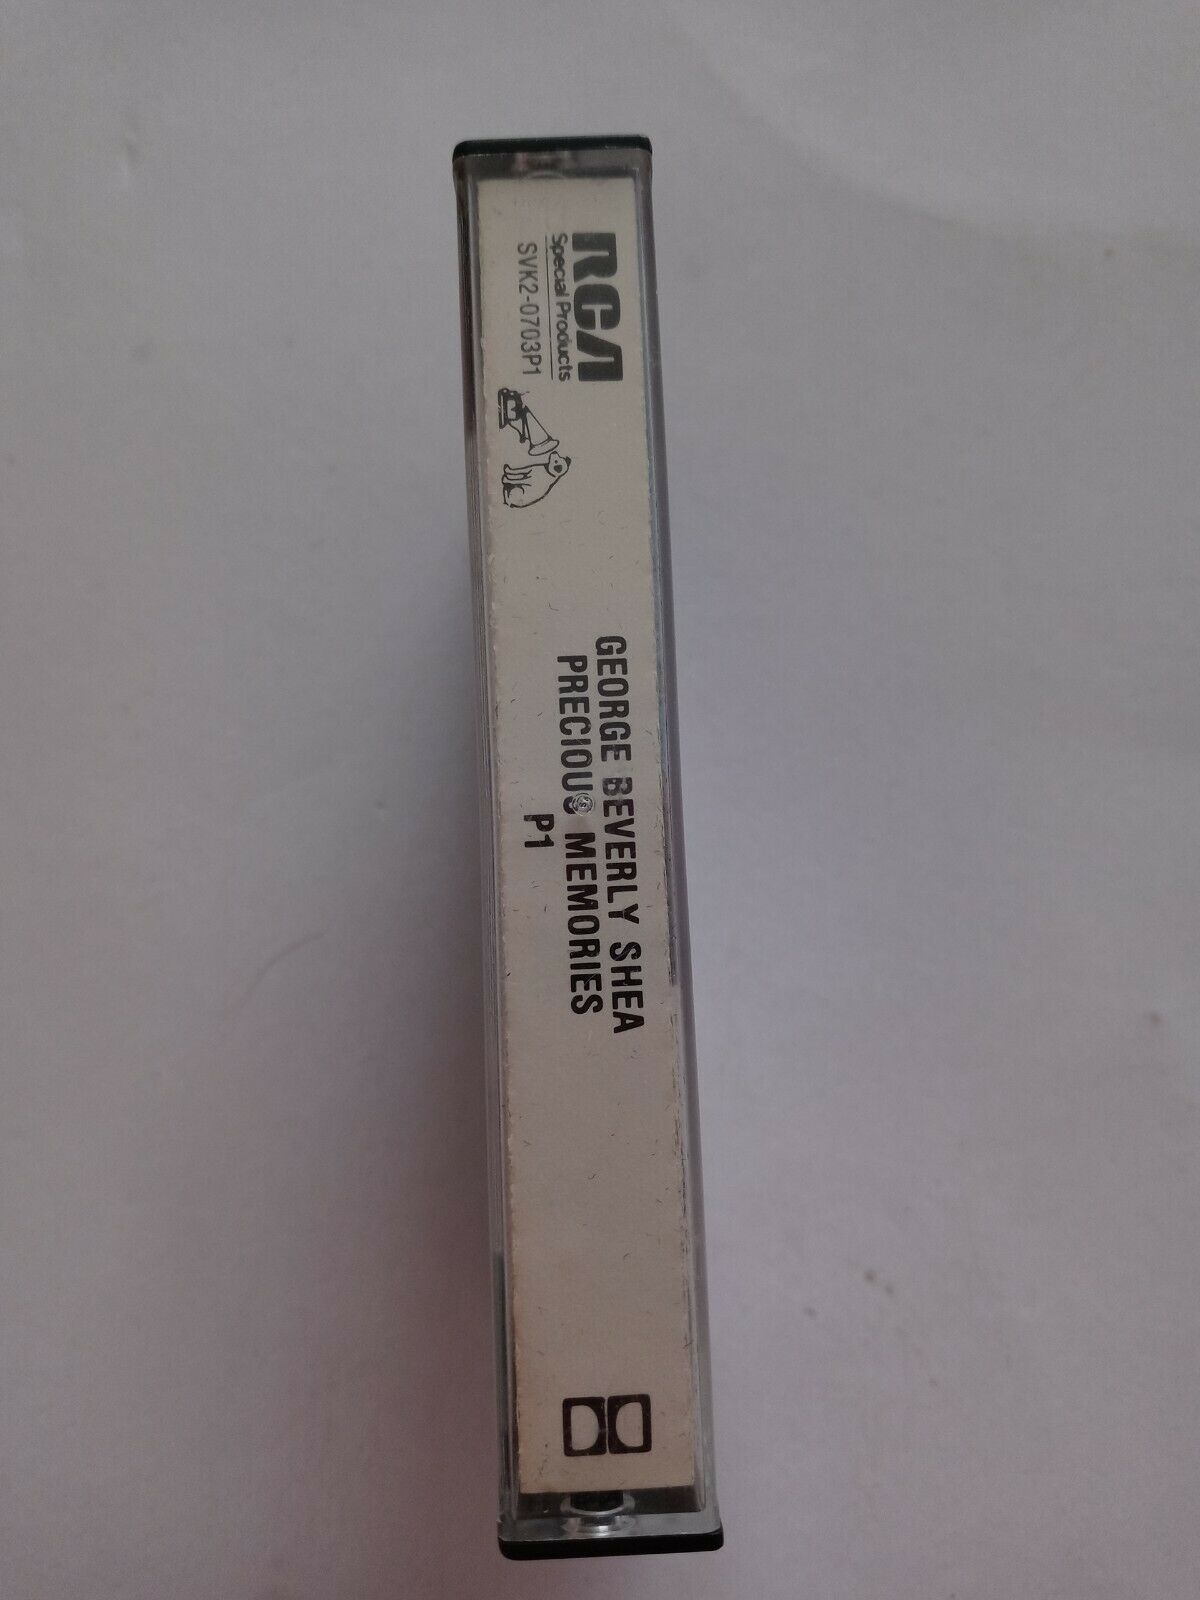 RCA
Special Products
SVK2-0703P1
GEORGE BEVERLY SHEA
PRECIOUS MEMORIES
P1